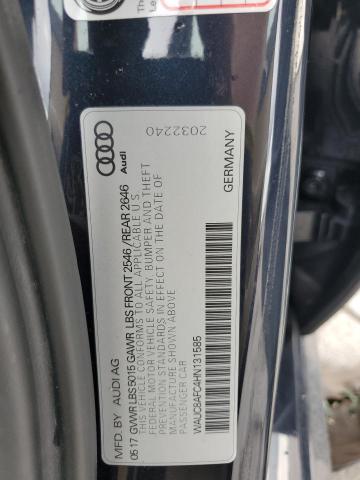 MFD. BY AUDI AG
05 17 GVWR LBS 5015 GAWR LBS FRONT 2546 /REAR 2646
THIS VEHICLE CONFORMS TO ALL APPLICABLE U.S.
FEDERAL MOTOR VEHICLE SAFETY, BUMPER AND THEFT
PREVENTION STANDARDS IN EFFECT ON THE DATE OF
MANUFACTURE SHOWN ABOVE
PASSENGER CAR
WAUC8AFC4HN131585
GERMANY
Audi
2032240